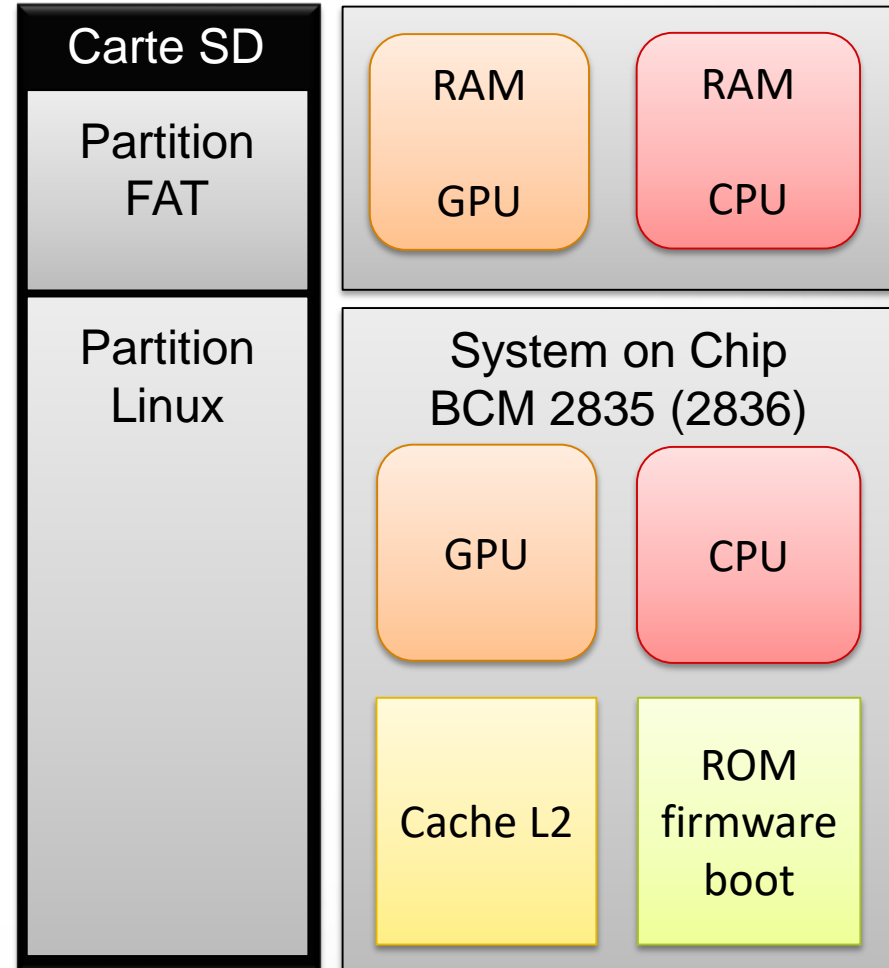 Carte SD
Partition
FAT
Partition
Linux
RAM
GPU
RAM
CPU
System on Chip
BCM 2835 (2836)
GPU
CPU
Cache L2
ROM
firmware
boot